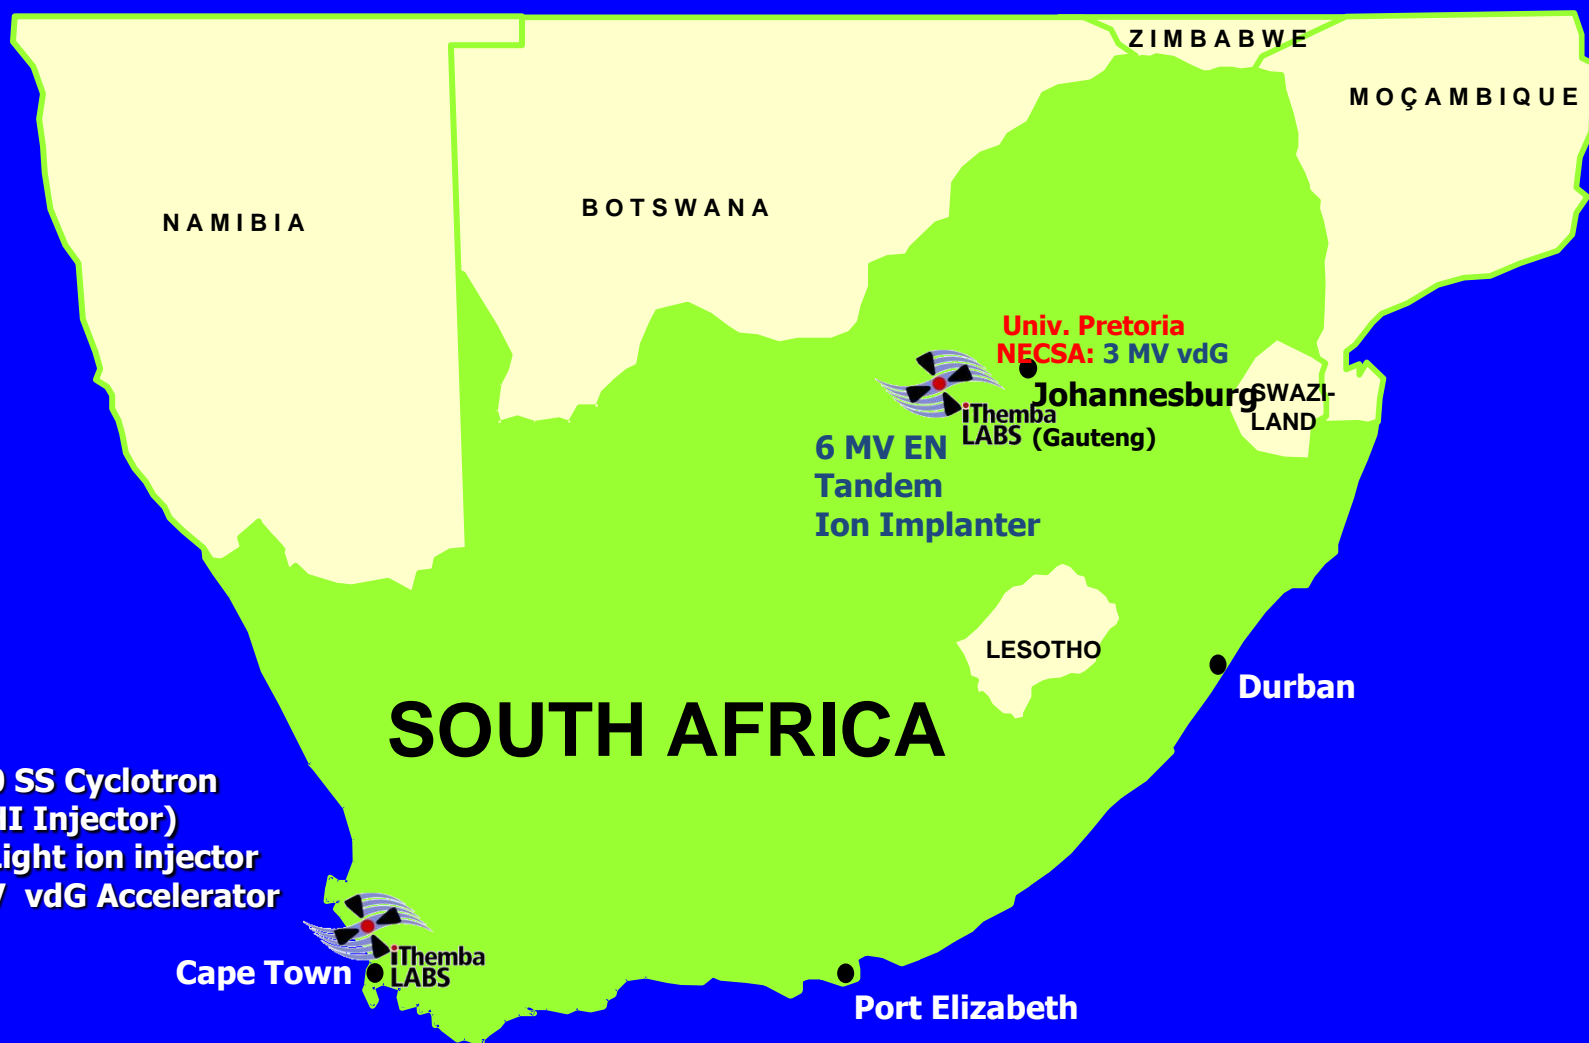 ZIMBABWE
MOÇAMBIQUE
NAMIBIA
BOTSWANA
Univ. Pretoria
NECSA: 3 MV vdG
Johannesburg
(Gauteng)
SWAZI-
LAND
iThemba
LABS
6 MV EN
Tandem
Ion Implanter
LESOTHO
Durban
SOUTH AFRICA
SS Cyclotron
Injector)
ight ion injector
vdG Accelerator
iThemba
LABS
Cape Town
Port Elizabeth